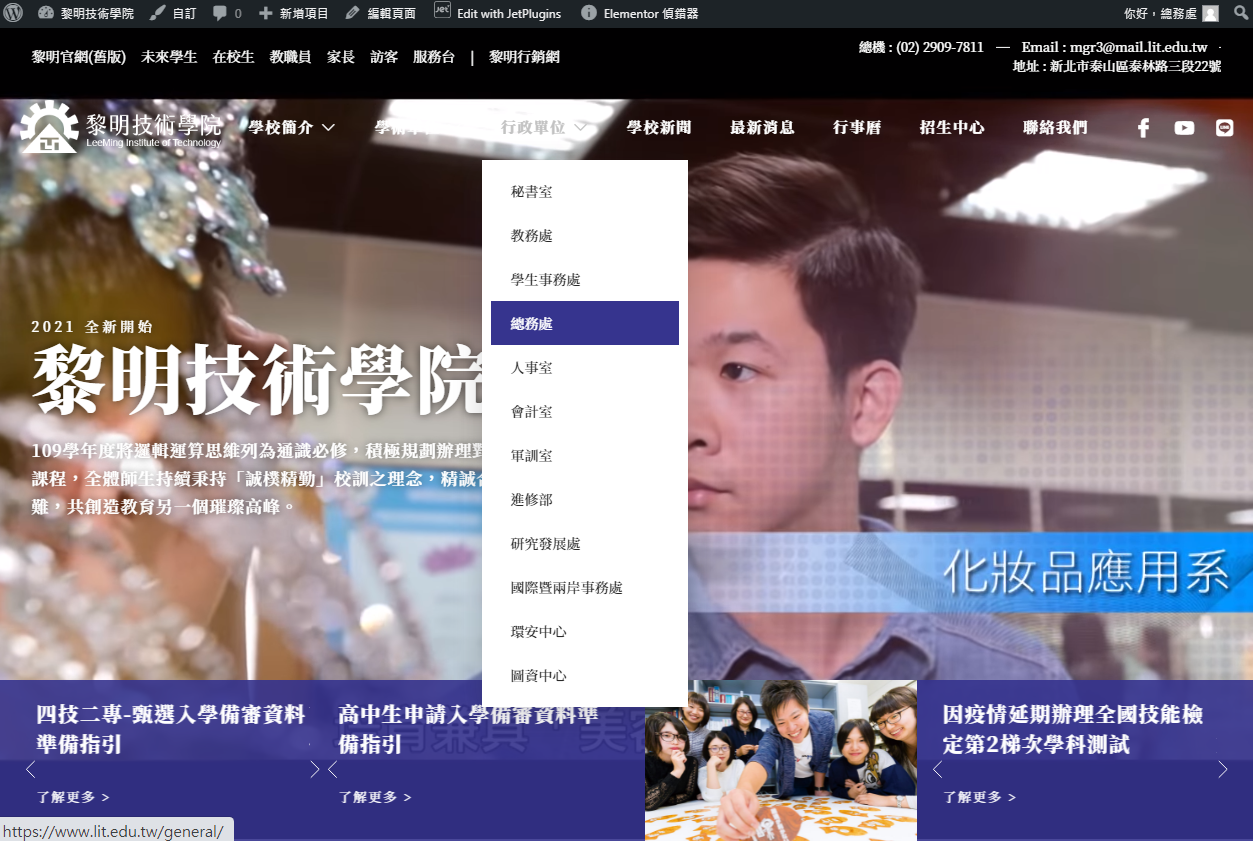 黎明技術學院 自訂 0 新增項目 編輯頁面 Jet Edit with JetPlugins Elementor 偵錯器 你好，總務處
黎明官網(舊版) 未來學生 在校生 教職員 家長 訪客 服務台 | 黎明行銷網
總機 : (02) 2909-7811 — Email : mgr3@mail.lit.edu.tw
地址 : 新北市泰山區泰林路三段22號
黎明技術學院
LeeMing Institute of Technology
學校簡介 行政單位 學校新聞 最新消息 行事曆 招生中心 聯絡我們
秘書室
教務處
學生事務處
總務處
人事室
會計室
軍訓室
進修部
研究發展處
國際暨兩岸事務處
環安中心
圖資中心
2021 全新開始
黎明技術學院
109學年度將邏輯運算思維列為通識必修，積極規劃辦理
課程，全體師生持續秉持「誠樸精勤」校訓之理念，精誠
難，共創造教育另一個璀璨高峰。
化妝品應用系
四技二專-甄選入學備審資料
準備指引
了解更多 >
高中生申請入學備審資料準
備指引
了解更多 >
因疫情延期辦理全國技能檢
定第2梯次學科測試
了解更多 >
https://www.lit.edu.tw/general/